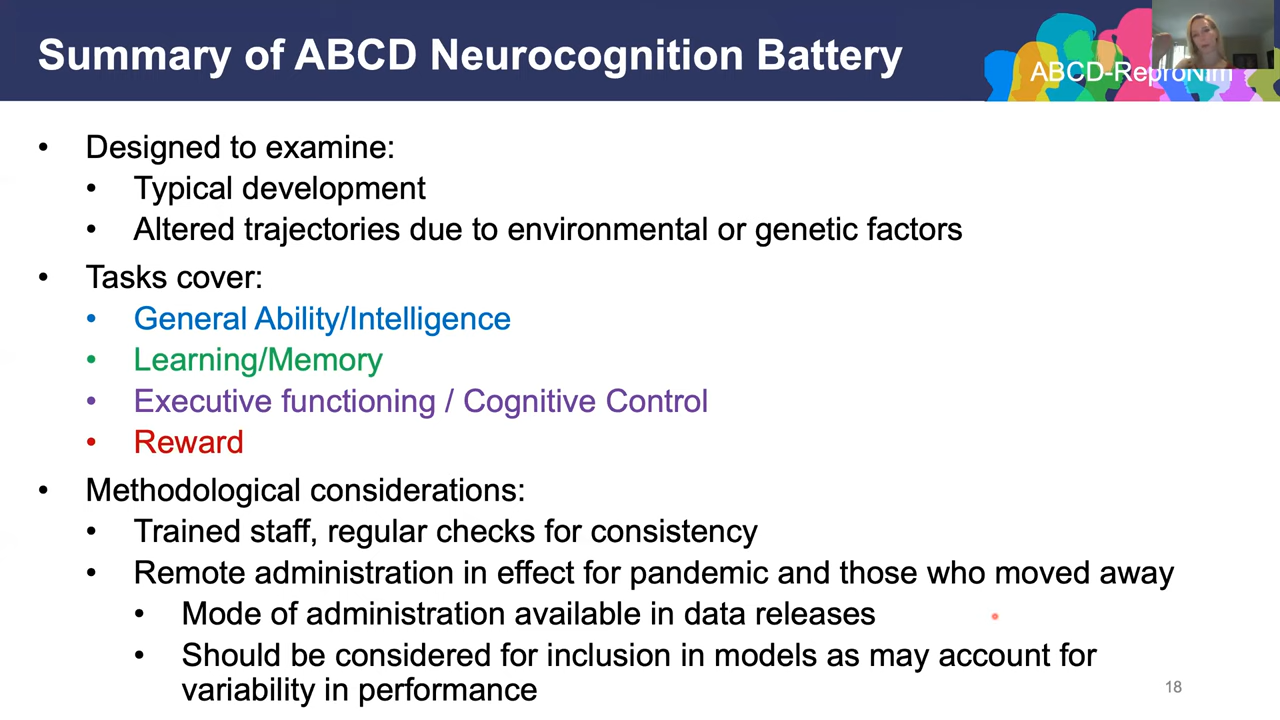 Summary of ABCD Neurocognition Battery
ABCD-ReproNim
• Designed to examine:
• Typical development
• Altered trajectories due to environmental or genetic factors
• Tasks cover:
• General Ability/Intelligence
• Learning/Memory
• Executive functioning / Cognitive Control
• Reward
• Methodological considerations:
• Trained staff, regular checks for consistency
• Remote administration in effect for pandemic and those who moved away
• Mode of administration available in data releases
• Should be considered for inclusion in models as may account for
variability in performance
18